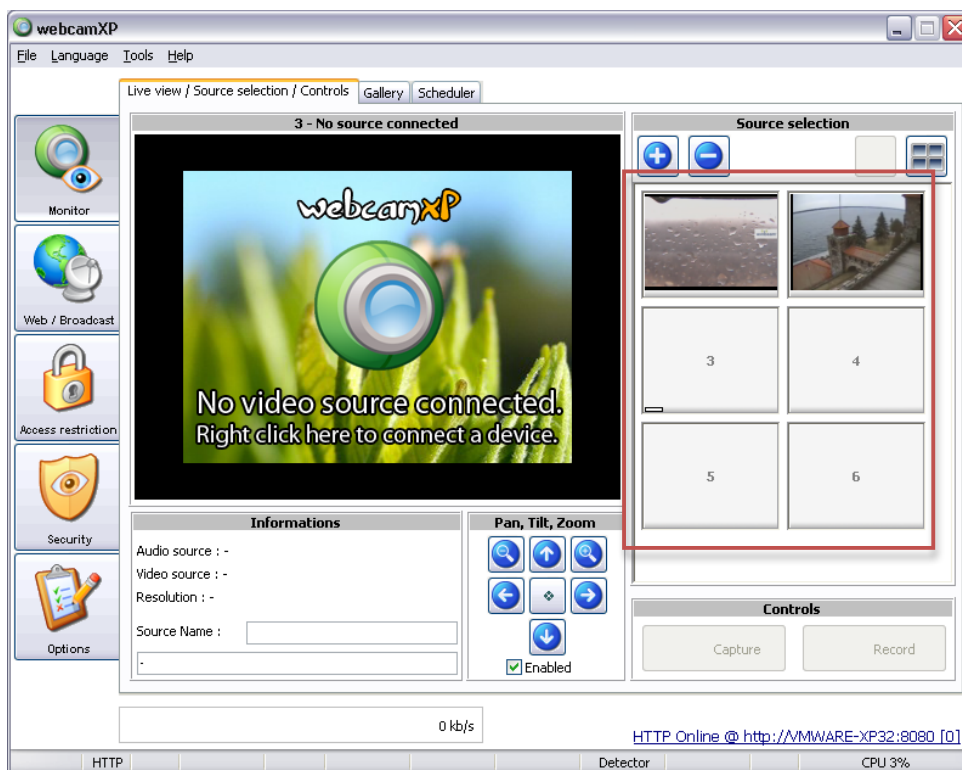 webcamXP
File Language Tools Help
Live view / Source selection / Controls Gallery Scheduler
3 - No source connected
Source selection
webcamXP
No video source connected.
Right click here to connect a device.
Monitor
Web / Broadcast
Access restriction
Security
Options
3 4
5 6
Informations
Audio source : -
Video source : -
Resolution : -
Source Name :
-
Pan, Tilt, Zoom
Enabled
Controls
Capture Record
0 kb/s
HTTP Online @ http://VMWARE-XP32:8080 [0]
HTTP Detector CPU 3%